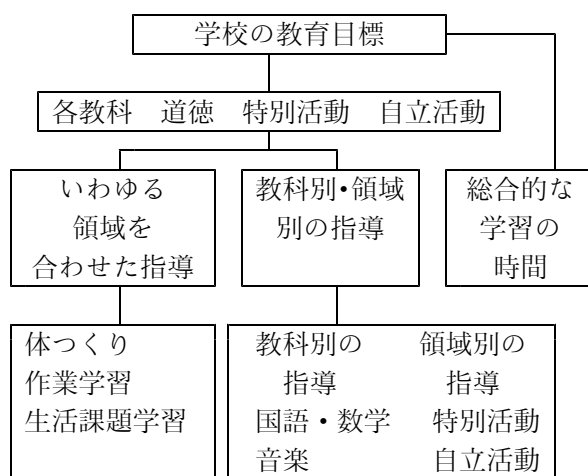 学校の教育目標
各教科 道徳 特別活動 自立活動
いわゆる
領域を
合わせた指導
教科別・領域
別の指導
総合的な
学習の
時間
体つくり
作業学習
生活課題学習
教科別の
指導
国語・数学
音楽
領域別の
指導
特別活動
自立活動